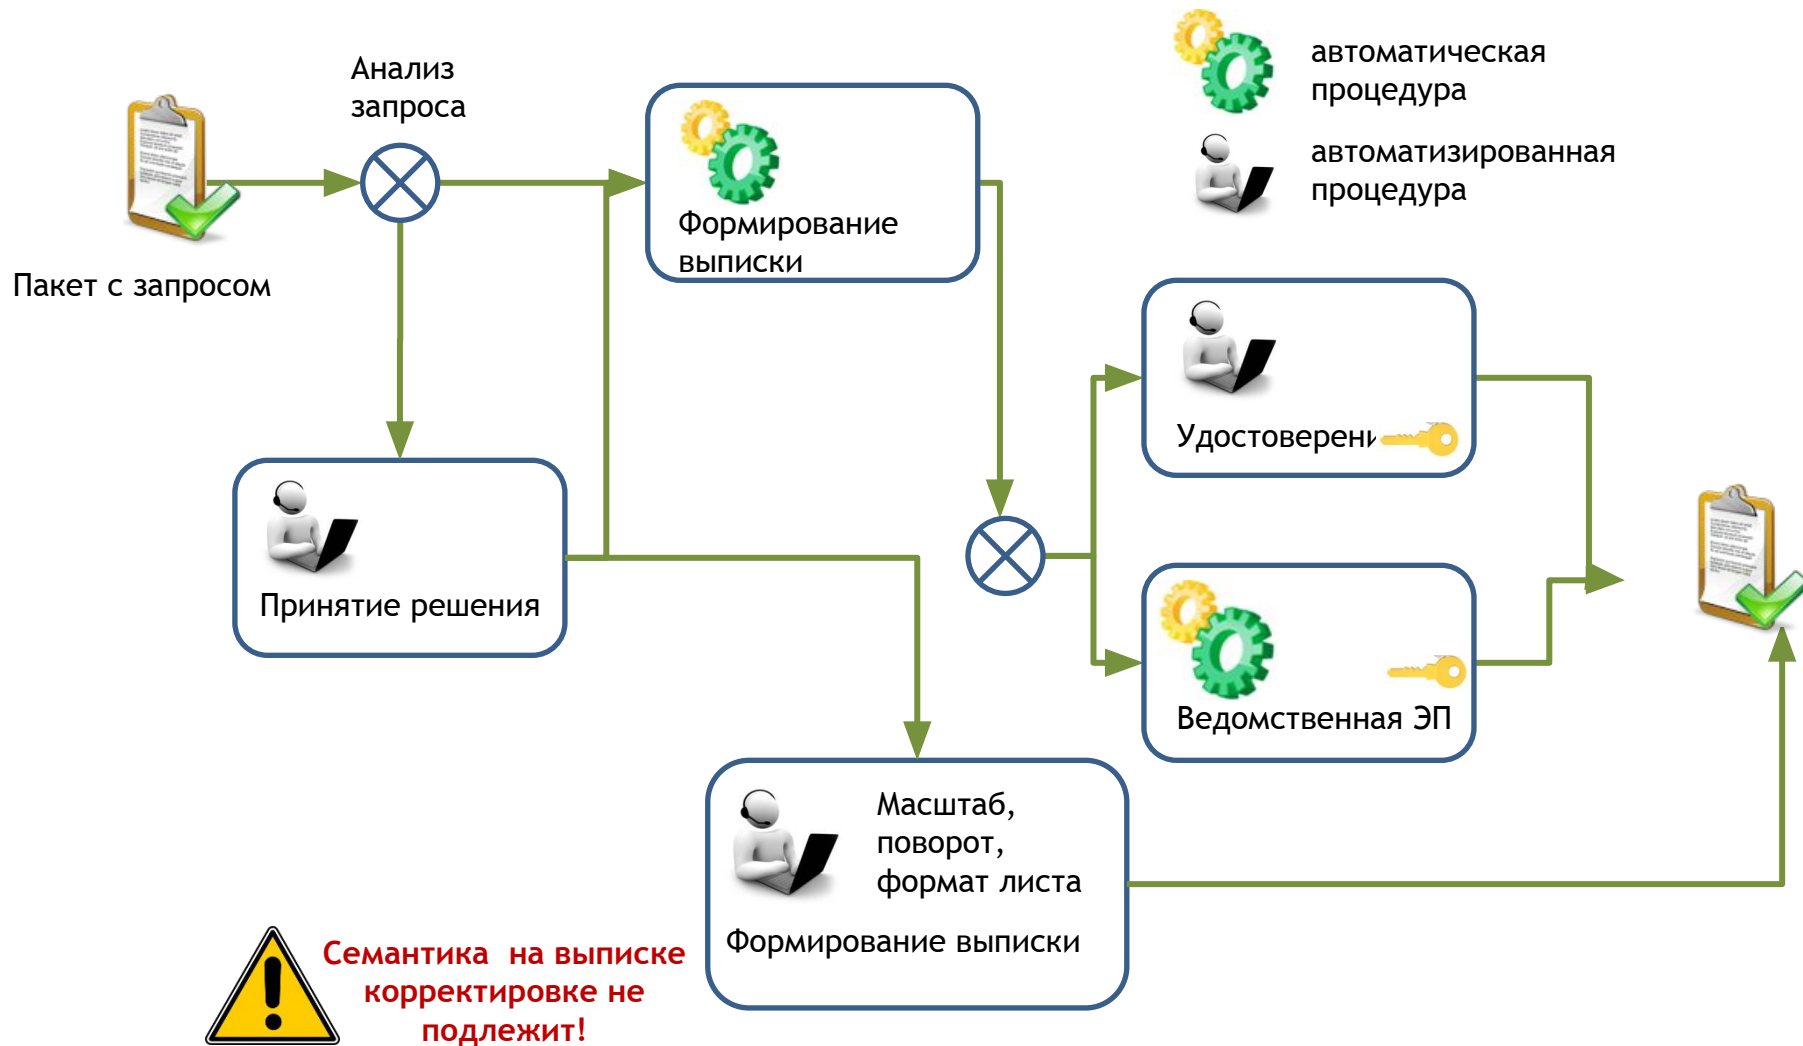 Анализ
запроса
автоматическая
процедура
автоматизированная
процедура
Формирование
выписки
Пакет с запросом
Удостоверени
Принятие решения
Ведомственная ЭП
Масштаб,
поворот,
формат листа
Формирование выписки
Семантика на выписке
корректировке не
подлежит!